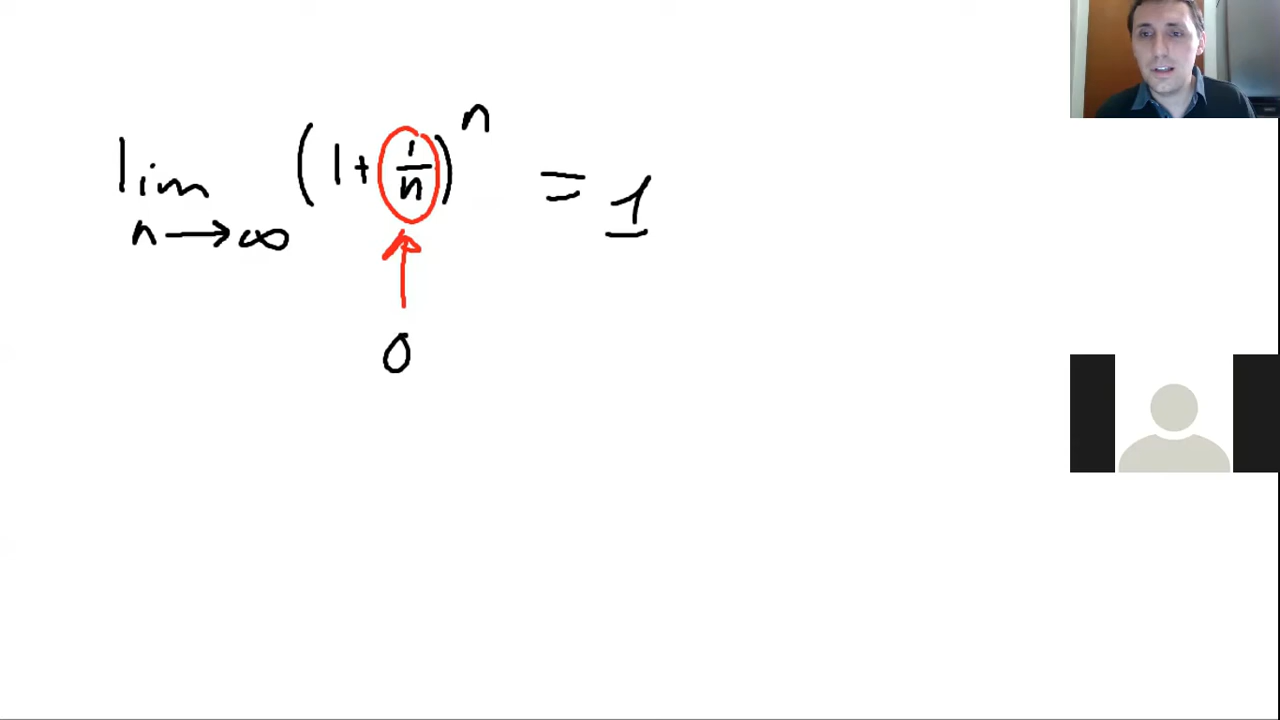 lim (1 + 1/n)^n = 1
n → ∞
0